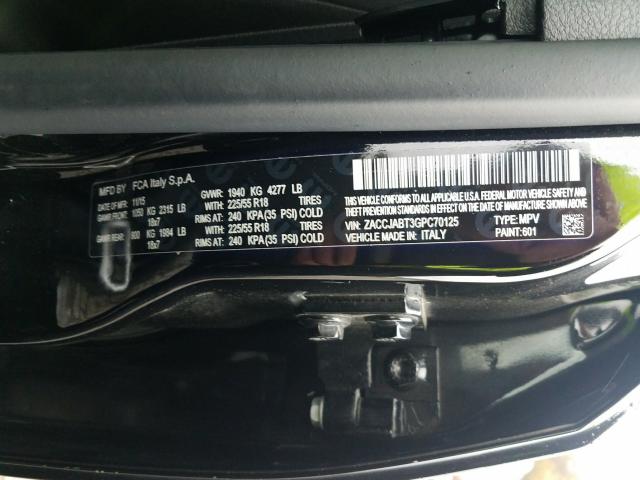 MFD BY FCA Italy S.p.A. GVWR: 1940 KG 4277 LB
DATE OF MFR 11/15 WITH 225/55 R18 TIRES
GAWR FRONT 1050 KG 2315 LB
18x7 RIMS AT 240 KPA (35 PSI) COLD
GAWR REAR 900 KG 1984 LB WITH 225/55 R18 TIRES
18x7 RIMS AT 240 KPA (35 PSI) COLD
THIS VEHICLE CONFORMS TO ALL APPLICABLE U.S.A. FEDERAL MOTOR VEHICLE
SAFETY, BUMPER, AND THEFT PREVENTION STANDARDS IN EFFECT ON THE DATE OF MANUFACTURE SHOWN ABOVE.
VIN: ZACCJABT3GPC70125 TYPE: MPV
VEHICLE MADE IN: ITALY PAINT:601